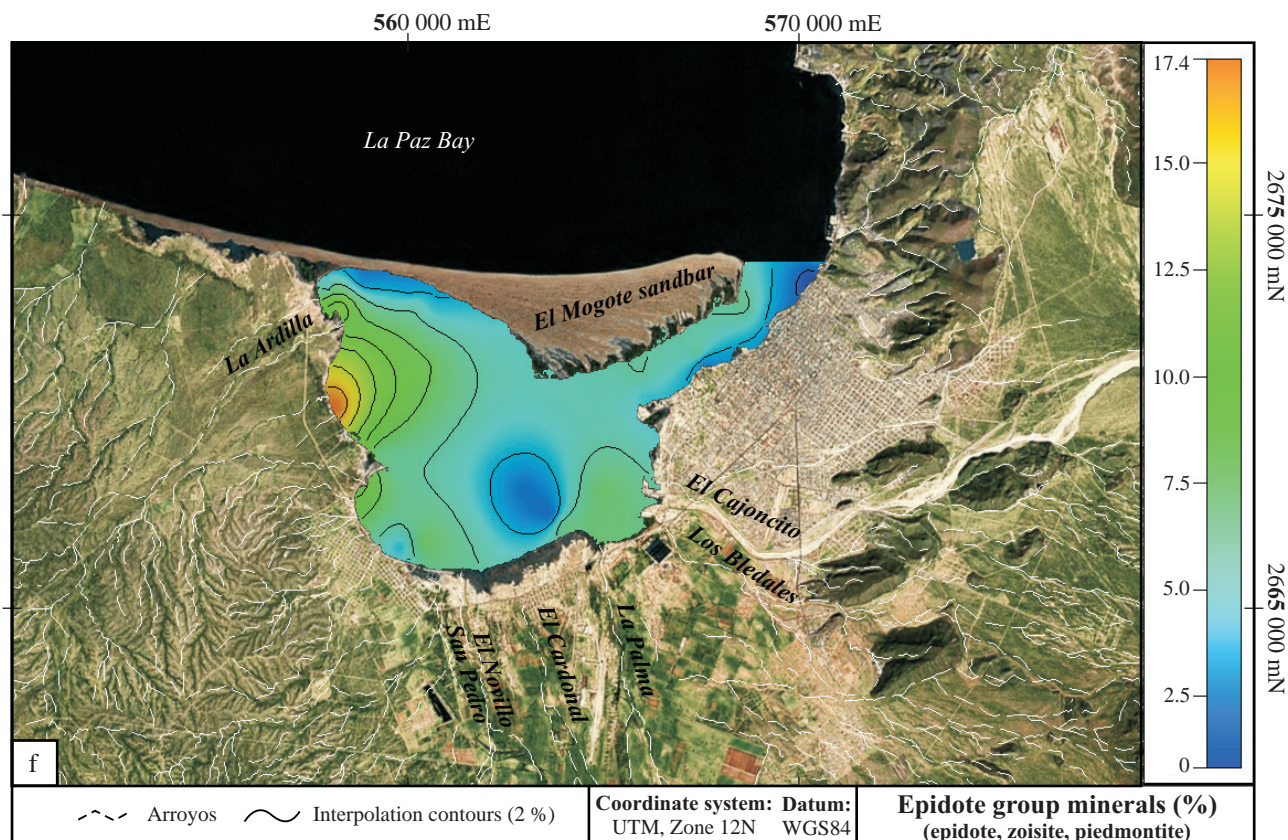 560 000 mE
570 000 mE
La Paz Bay
El Mogote sandbar
La Ardilla
El Cajoncito
Los Bledales
San Pedro
El Novillo
El Cardonal
La Palma
f
17.4
15.0
12.5
10.0
7.5
5.0
2.5
0
2675 000 mN
2665 000 mN
Arroyos
Interpolation contours (2 %)
Coordinate system: Datum:
UTM, Zone 12N WGS84
Epidote group minerals (%)
(epidote, zoisite, piedmontite)